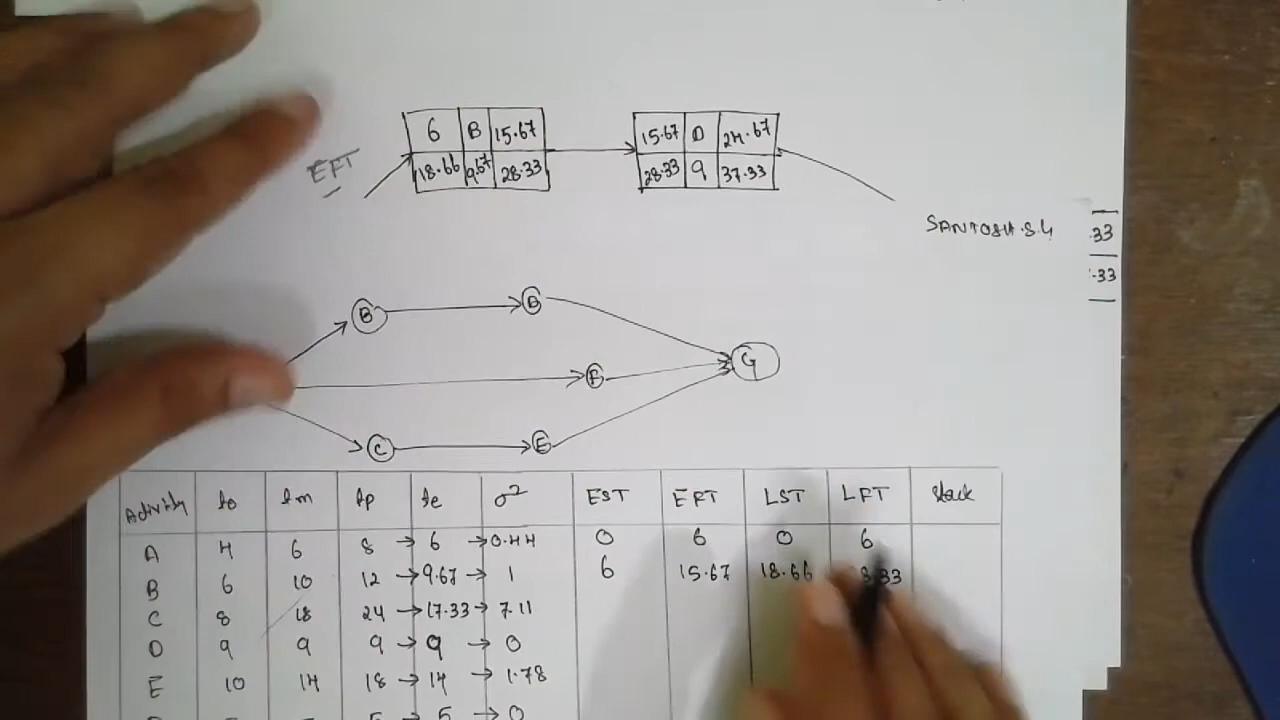 6 B 15.67
18.66 9.67 28.33
15.67 D 24.67
28.33 9 37.33
EFT
SANTOSH.S.H
.33
.33
B
B
G
F
C
E
Activity to tm tp te σ² EST EFT LST LFT Slack
A 4 6 8 6 0.44 0 6 0 6
B 6 10 12 9.67 1 6 15.67 18.66 8.33
C 8 18 24 17.33 7.11
D 9 9 9 9 0
E 10 14 18 14 1.78
5 5 0